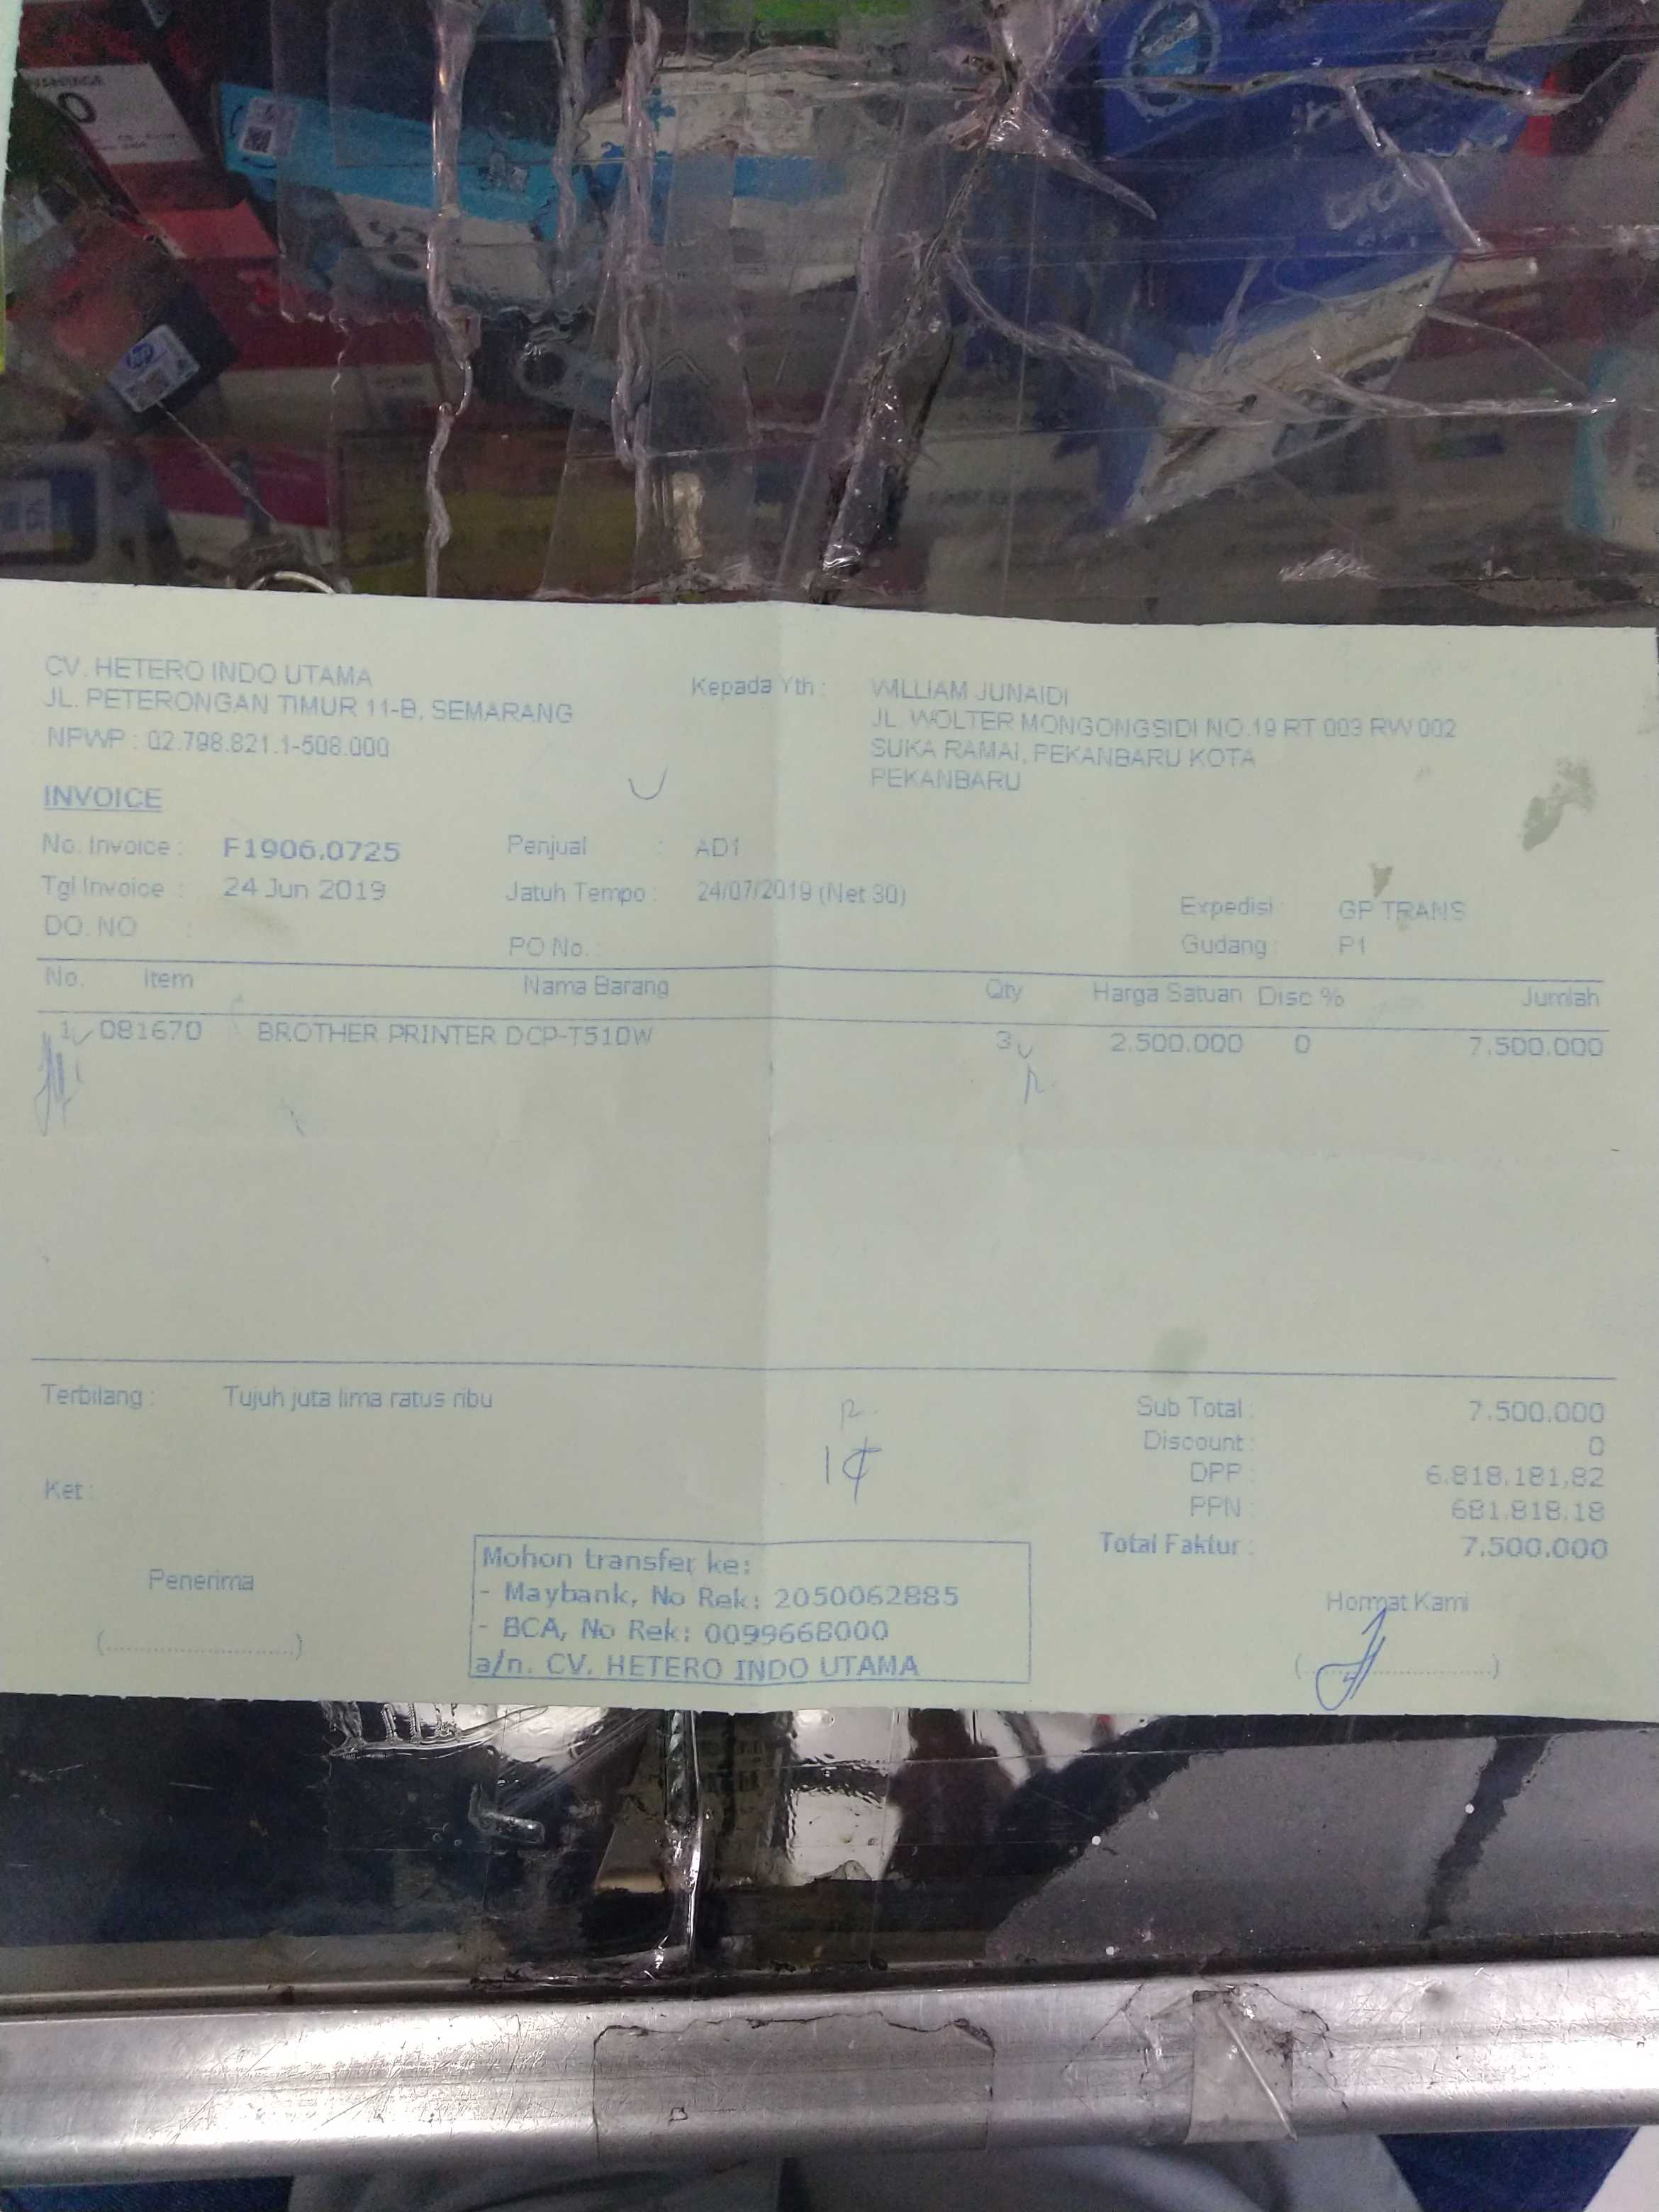 CV. HETERO INDO UTAMA
JL. PETERONGAN TIMUR 11-B, SEMARANG
NPWP : 02.798.821.1-508.000
Kepada Yth :
WILLIAM JUNAIDI
JL. WOLTER MONGONGSIDI NO.19 RT 003 RW 002
SUKA RAMAI, PEKANBARU KOTA
PEKANBARU
INVOICE
No. Invoice : F1906.0725
Tgl Invoice : 24 Jun 2019
DO. NO :
Penjual : AD1
Jatuh Tempo : 24/07/2019 (Net 30)
PO No. :
Expedisi : GP TRANS
Gudang : P1
No. Item Nama Barang Qty Harga Satuan Disc % Jumlah
1 081670 BROTHER PRINTER DCP-T510W 3 2.500.000 0 7.500.000
Terbilang : Tujuh juta lima ratus ribu
Ket :
Sub Total : 7.500.000
Discount : 0
DPP : 6.818.181,82
PPN : 681.818,18
Total Faktur : 7.500.000
Penerima
(..............................)
Mohon transfer ke:
- Maybank, No Rek: 2050062885
- BCA, No Rek: 0099668000
a/n. CV. HETERO INDO UTAMA
Hormat Kami
(..............................)